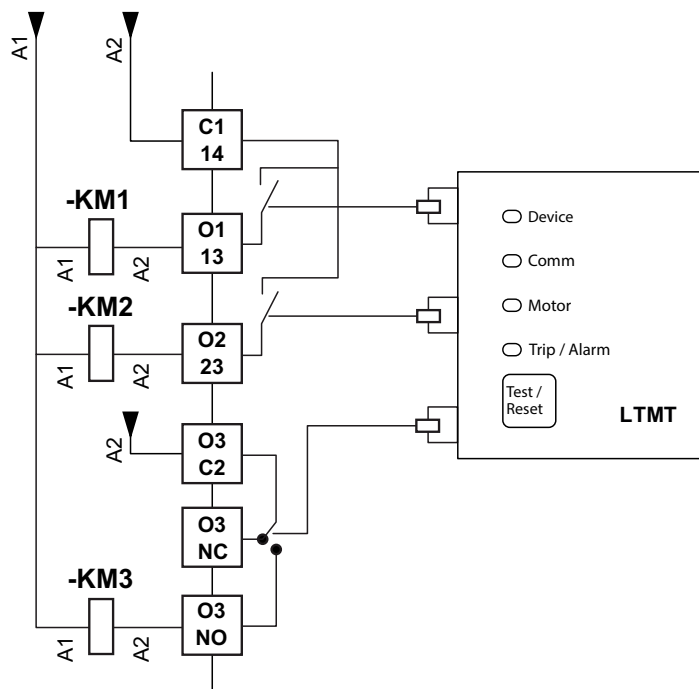 A1
A2
C1
14
-KM1
O1
13
A1
A2
-KM2
O2
23
A1
A2
A2
O3
C2
O3
NC
-KM3
O3
NO
A1
A2
Device
Comm
Motor
Trip / Alarm
Test /
Reset
LTMT